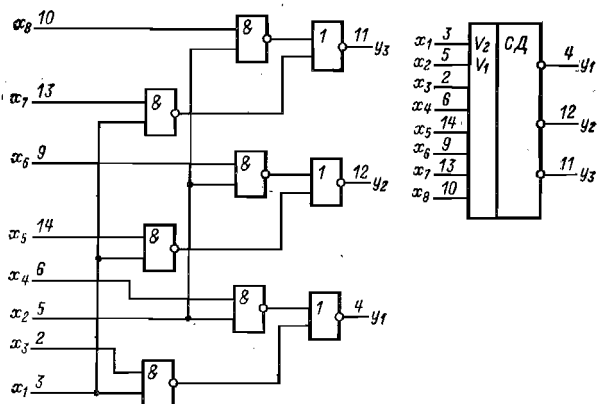 x₈ 10
& 1 11 y₃
x₇ 13
&
x₆ 9
& 1 12 y₂
x₅ 14
&
x₄ 6
& 1 4 y₁
x₂ 5
x₃ 2
&
x₁ 3
x₁ 3 V₂ СД
x₂ 5 V₁ 4 y₁
x₃ 2
x₄ 6
x₅ 14 12 y₂
x₆ 9
x₇ 13 11 y₃
x₈ 10